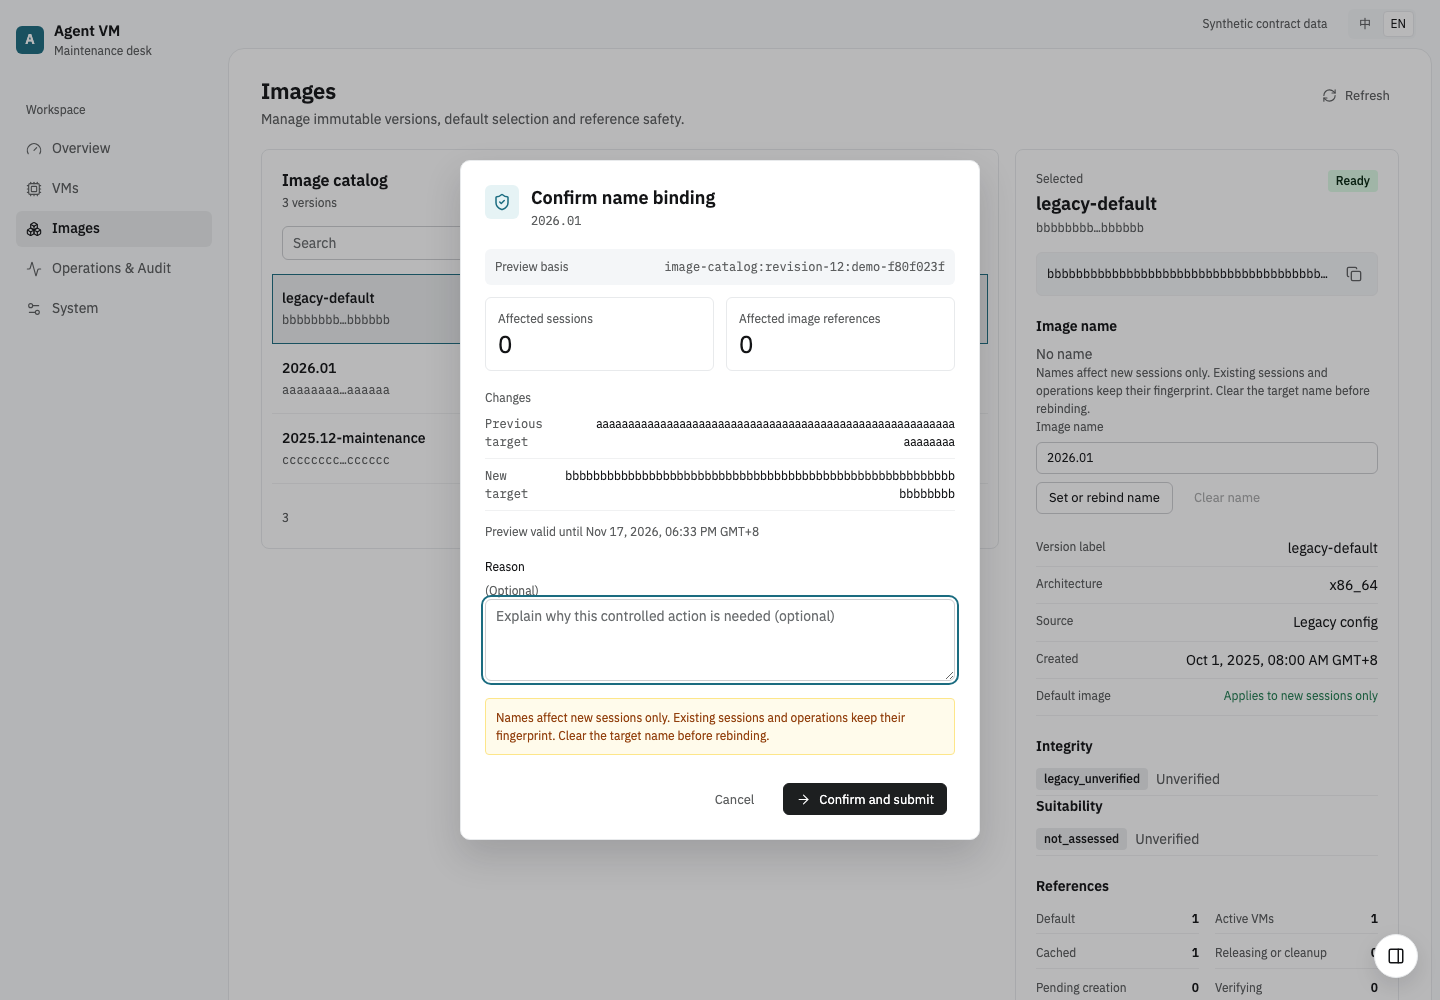 A
Agent VM
Maintenance desk
Workspace
Overview
VMs
Images
Operations & Audit
System
Synthetic contract data
中
EN
Images
Manage immutable versions, default selection and reference safety.
Refresh
Image catalog
3 versions
Search
legacy-default
bbbbbbbb…bbbbbb
2026.01
aaaaaaaa…aaaaaa
2025.12-maintenance
cccccccc…cccccc
3
Confirm name binding
2026.01
Preview basis
image-catalog:revision-12:demo-f80f023f
Affected sessions
0
Affected image references
0
Changes
Previous target
aaaaaaaaaaaaaaaaaaaaaaaaaaaaaaaaaaaaaaaaaaaaaaaaaaaaaaaa
aaaaaaaa
New target
bbbbbbbbbbbbbbbbbbbbbbbbbbbbbbbbbbbbbbbbbbbbbbbbbbbbbbbb
bbbbbbbb
Preview valid until Nov 17, 2026, 06:33 PM GMT+8
Reason
(Optional)
Explain why this controlled action is needed (optional)
Names affect new sessions only. Existing sessions and operations keep their
fingerprint. Clear the target name before rebinding.
Cancel
Confirm and submit
Selected
Ready
legacy-default
bbbbbbbb…bbbbbb
bbbbbbbbbbbbbbbbbbbbbbbbbbbbbbbbbbbbbbb…
Image name
No name
Names affect new sessions only. Existing sessions and
operations keep their fingerprint. Clear the target name before
rebinding.
Image name
2026.01
Set or rebind name
Clear name
Version label
legacy-default
Architecture
x86_64
Source
Legacy config
Created
Oct 1, 2025, 08:00 AM GMT+8
Default image
Applies to new sessions only
Integrity
legacy_unverified
Unverified
Suitability
not_assessed
Unverified
References
Default
1
Active VMs
1
Cached
1
Releasing or cleanup
Pending creation
0
Verifying
0